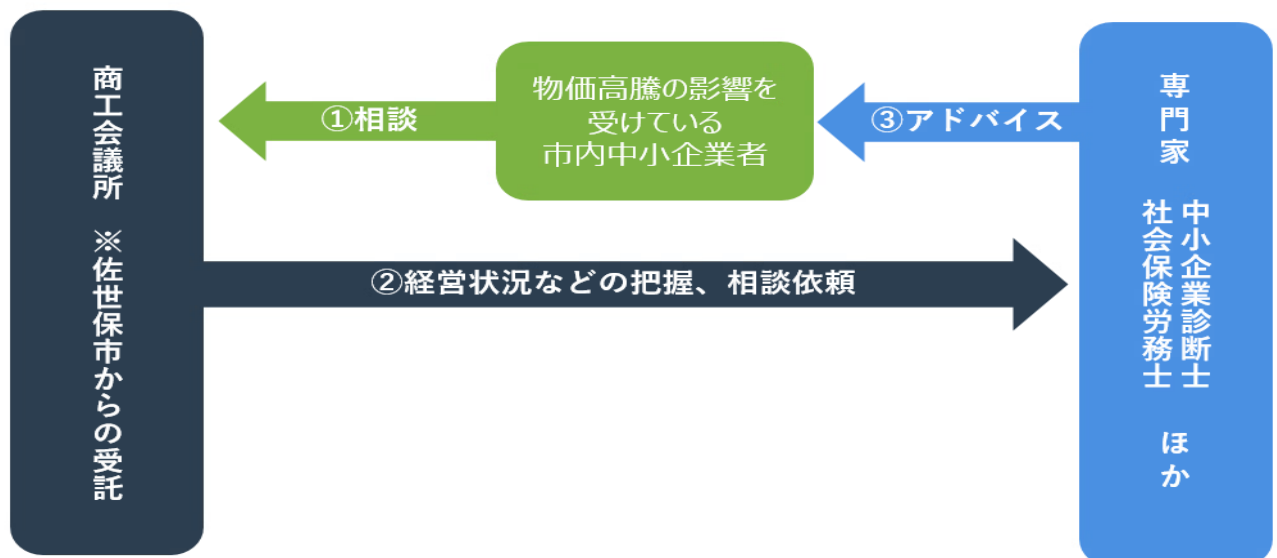 商工会議所　※佐世保市からの受託
①相談
物価高騰の影響を
受けている
市内中小企業者
③アドバイス
②経営状況などの把握、相談依頼
専門家
中小企業診断士
社会保険労務士
ほか